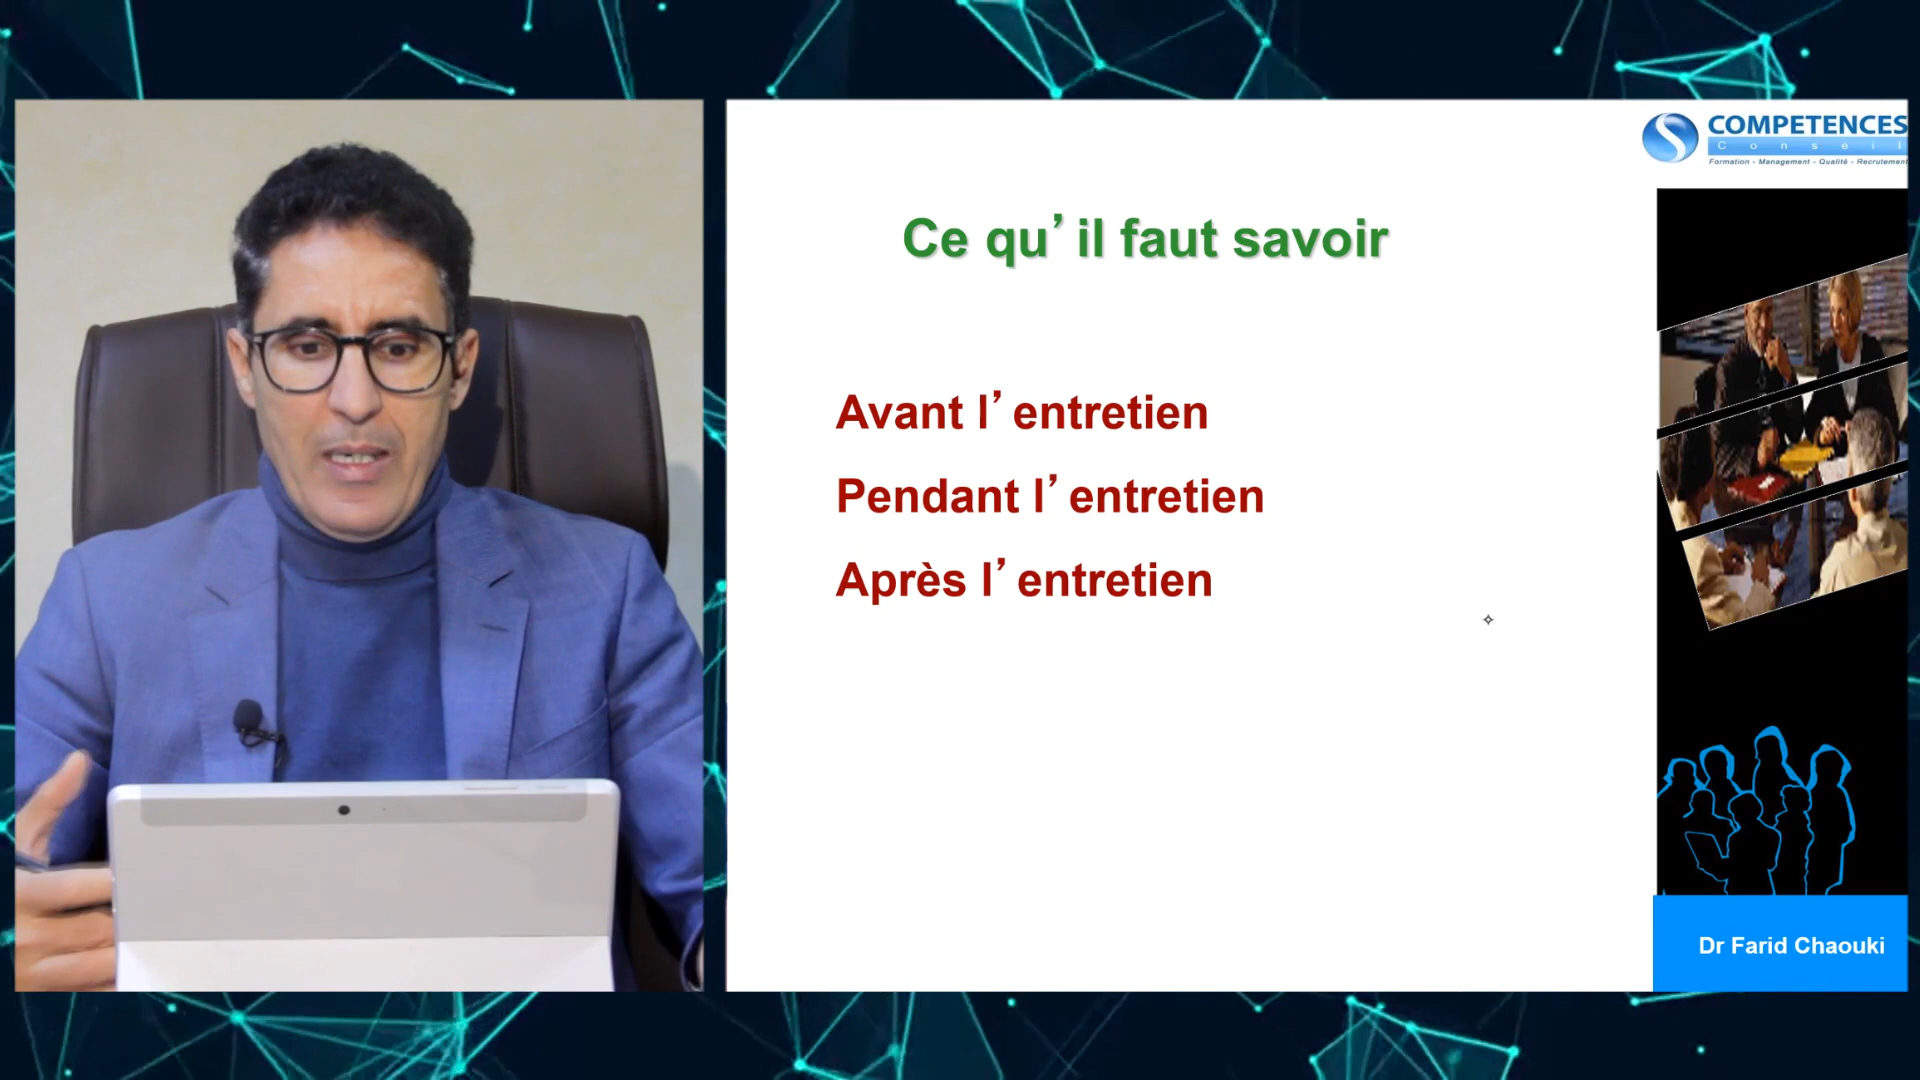 COMPETENCES
Conseil
Formation - Management - Qualité - Recrutement
Ce qu’il faut savoir
Avant l’entretien
Pendant l’entretien
Après l’entretien
Dr Farid Chaouki